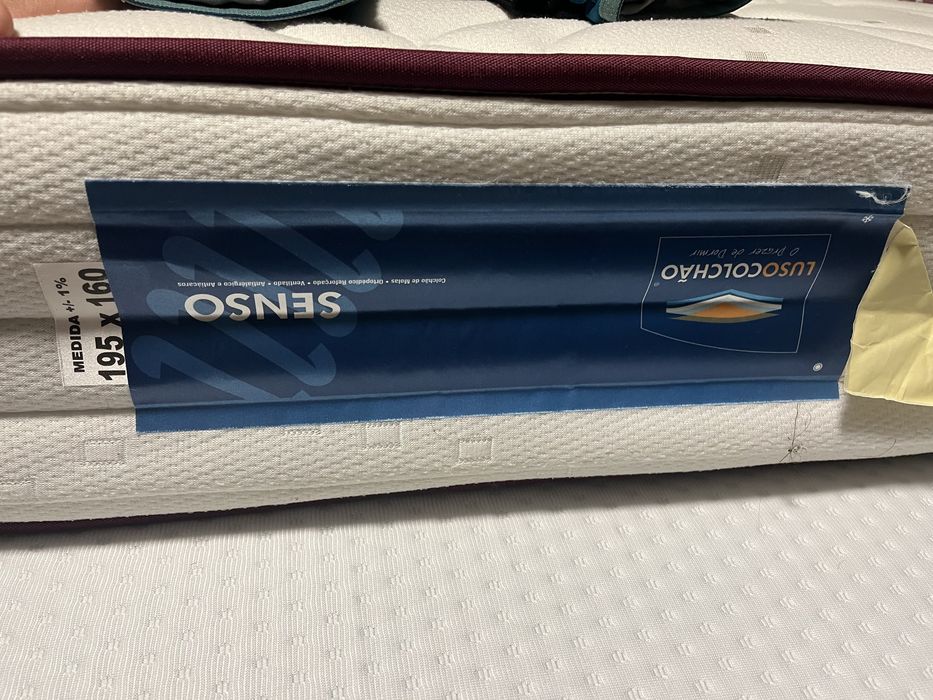 LUSOCOLCHÃO
O Prazer de Dormir
SENSO
Colchão de Molas • Ortopédico Reforçado • Ventilado • Antialérgico e Antiácaros
MEDIDA +/- 1%
195 X 160